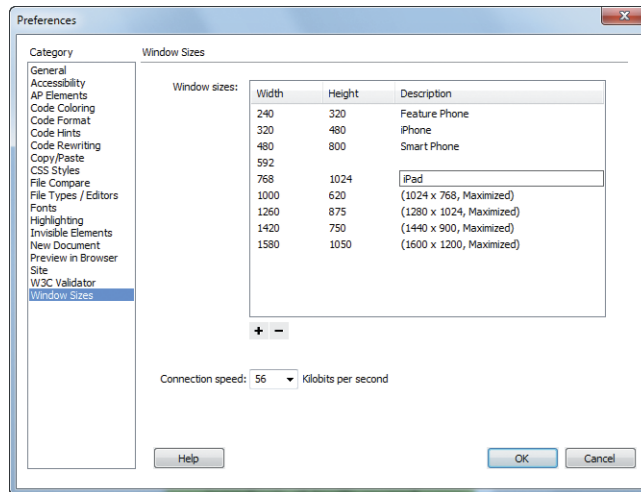 Preferences
Category
General
Accessibility
AP Elements
Code Coloring
Code Format
Code Hints
Code Rewriting
Copy/Paste
CSS Styles
File Compare
File Types / Editors
Fonts
Highlighting
Invisible Elements
New Document
Preview in Browser
Site
W3C Validator
Window Sizes
Window Sizes
Window sizes:
Width Height Description
240 320 Feature Phone
320 480 iPhone
480 800 Smart Phone
592
768 1024 iPad
1000 620 (1024 x 768, Maximized)
1260 875 (1280 x 1024, Maximized)
1420 750 (1440 x 900, Maximized)
1580 1050 (1600 x 1200, Maximized)
+ −
Connection speed: 56 Kilobits per second
Help OK Cancel